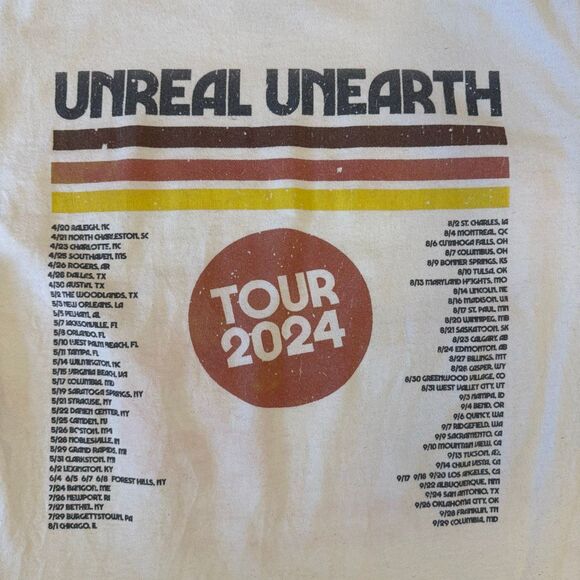 UNREAL UNEARTH
TOUR
2024
4/20 RALEIGH, NC
4/21 NORTH CHARLESTON, SC
4/23 CHARLOTTE, NC
4/25 SOUTHAVEN, MS
4/26 ROGERS, AR
4/28 DALLAS, TX
4/30 AUSTIN, TX
5/2 THE WOODLANDS, TX
5/3 NEW ORLEANS, LA
5/5 PELHAM, AL
5/7 JACKSONVILLE, FL
5/8 ORLANDO, FL
5/10 WEST PALM BEACH, FL
5/11 TAMPA, FL
5/14 WILMINGTON, NC
5/15 VIRGINIA BEACH, VA
5/17 COLUMBIA, MD
5/19 SARATOGA SPRINGS, NY
5/21 SYRACUSE, NY
5/22 DARIEN CENTER, NY
5/25 CAMDEN, NJ
5/26 BOSTON, MA
5/28 NOBLESVILLE, IN
5/29 GRAND RAPIDS, MI
5/31 CLARKSTON, MI
6/2 LEXINGTON, KY
6/4 6/5 6/7 6/8 FOREST HILLS, NY
7/24 BANGOR, ME
7/26 NEWPORT, RI
7/27 BETHEL, NY
7/29 BURGETTSTOWN, PA
8/1 CHICAGO, IL
8/2 ST. CHARLES, IA
8/4 MONTREAL, QC
8/6 CUYAHOGA FALLS, OH
8/7 COLUMBUS, OH
8/9 BONNER SPRINGS, KS
8/10 TULSA, OK
8/13 MARYLAND HEIGHTS, MO
8/14 LINCOLN, NE
8/16 MADISON, WI
8/17 ST. PAUL, MN
8/20 WINNIPEG, MB
8/21 SASKATOON, SK
8/23 CALGARY, AB
8/24 EDMONTON, AB
8/27 BILLINGS, MT
8/28 CASPER, WY
8/30 GREENWOOD VILLAGE, CO
8/31 WEST VALLEY CITY, UT
9/3 NAMPA, ID
9/4 BEND, OR
9/6 QUINCY, WA
9/7 RIDGEFIELD, WA
9/9 SACRAMENTO, CA
9/10 MOUNTAIN VIEW, CA
9/13 TUCSON, AZ
9/14 CHULA VISTA, CA
9/17 9/18 9/20 LOS ANGELES, CA
9/22 ALBUQUERQUE, NM
9/24 SAN ANTONIO, TX
9/26 OKLAHOMA CITY, OK
9/28 FRANKLIN, TN
9/29 COLUMBIA, MD